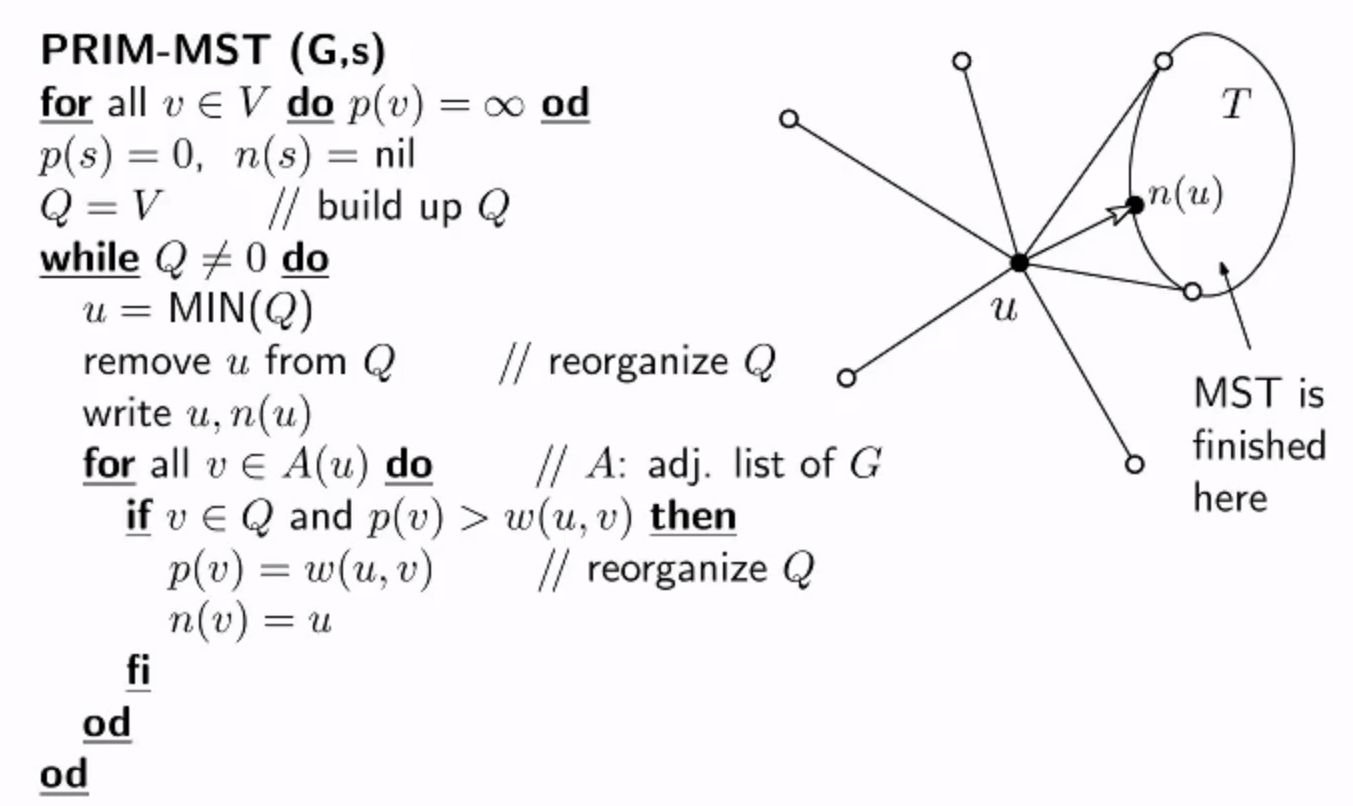 PRIM-MST (G,s)
for all v ∈ V do p(v) = ∞ od
p(s) = 0, n(s) = nil
Q = V // build up Q
while Q ≠ 0 do
u = MIN(Q)
remove u from Q // reorganize Q
write u, n(u)
for all v ∈ A(u) do // A: adj. list of G
if v ∈ Q and p(v) > w(u, v) then
p(v) = w(u, v) // reorganize Q
n(v) = u
fi
od
od
T
n(u)
u
MST is
finished
here